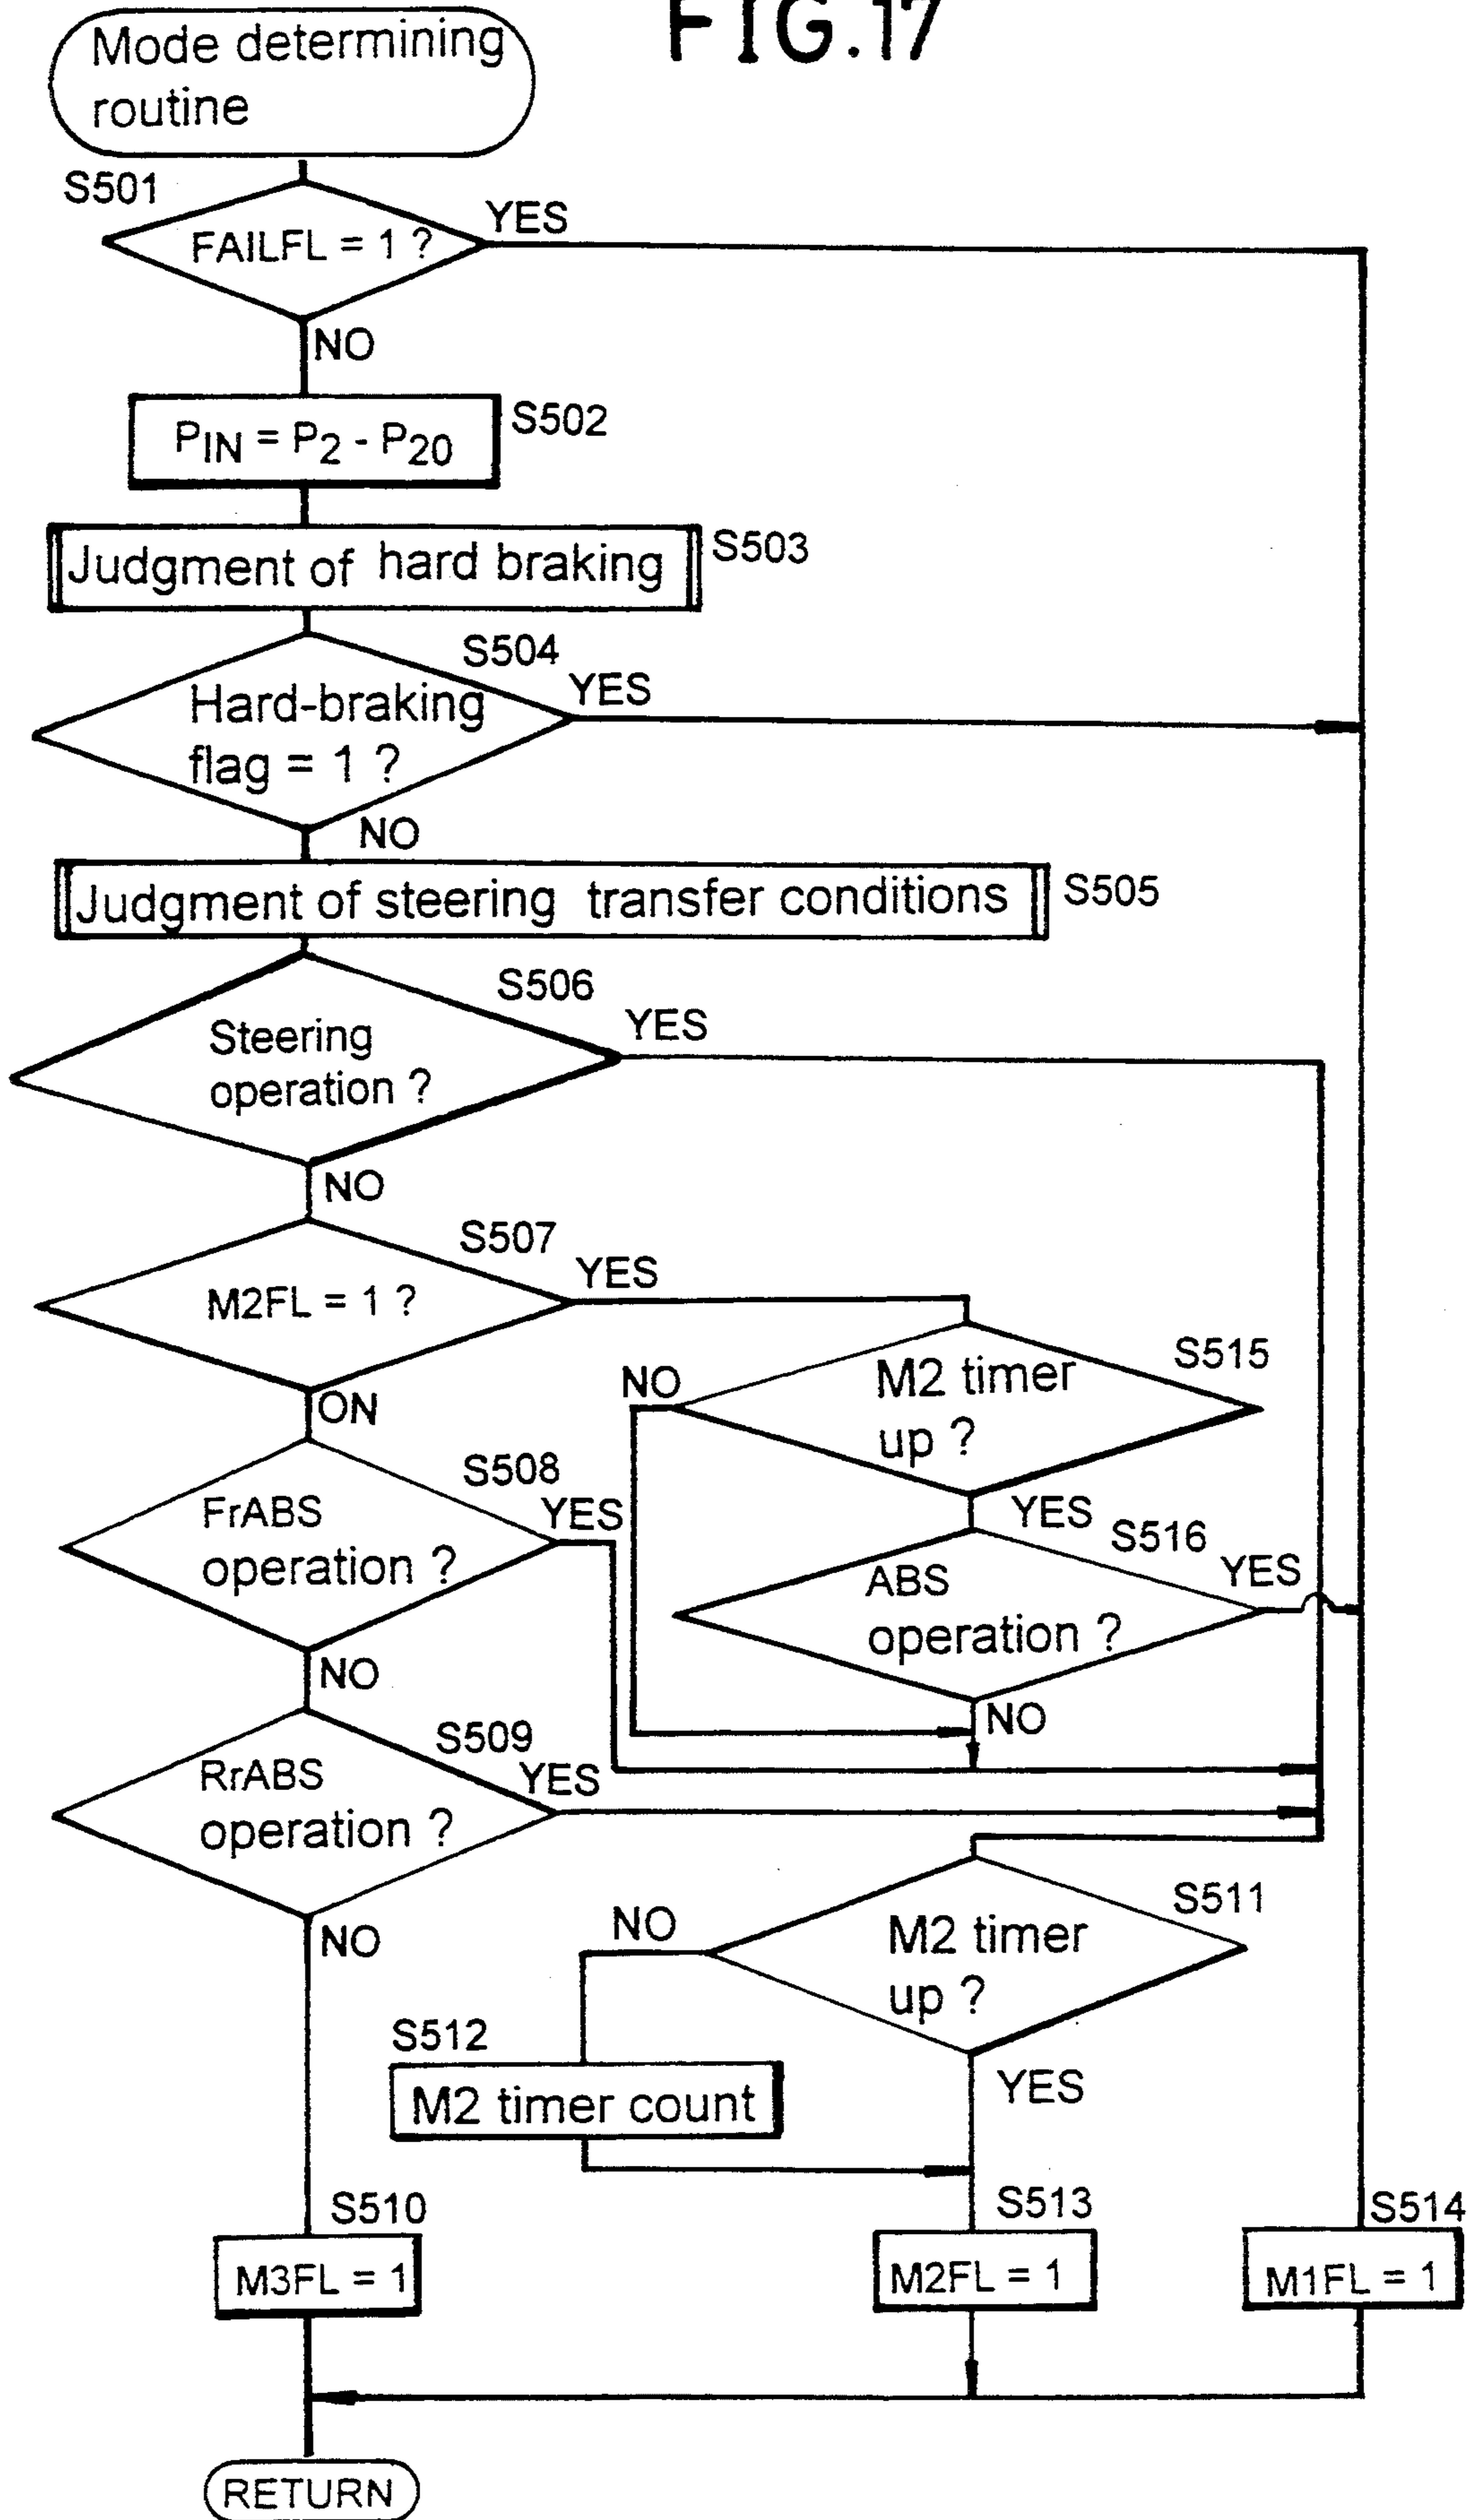 FIG.17
Mode determining
routine
S501
FAILFL = 1 ?
YES
NO
PIN = P2 - P20
S502
Judgment of hard braking
S503
S504
Hard-braking
flag = 1 ?
YES
NO
Judgment of steering transfer conditions
S505
S506
Steering
operation ?
YES
NO
S507
M2FL = 1 ?
YES
ON
S515
M2 timer
up ?
NO
YES
S508
FrABS
operation ?
YES
NO
S516
ABS
operation ?
YES
NO
S509
RrABS
operation ?
YES
NO
S511
M2 timer
up ?
NO
YES
S512
M2 timer count
S510
M3FL = 1
S513
M2FL = 1
S514
M1FL = 1
RETURN